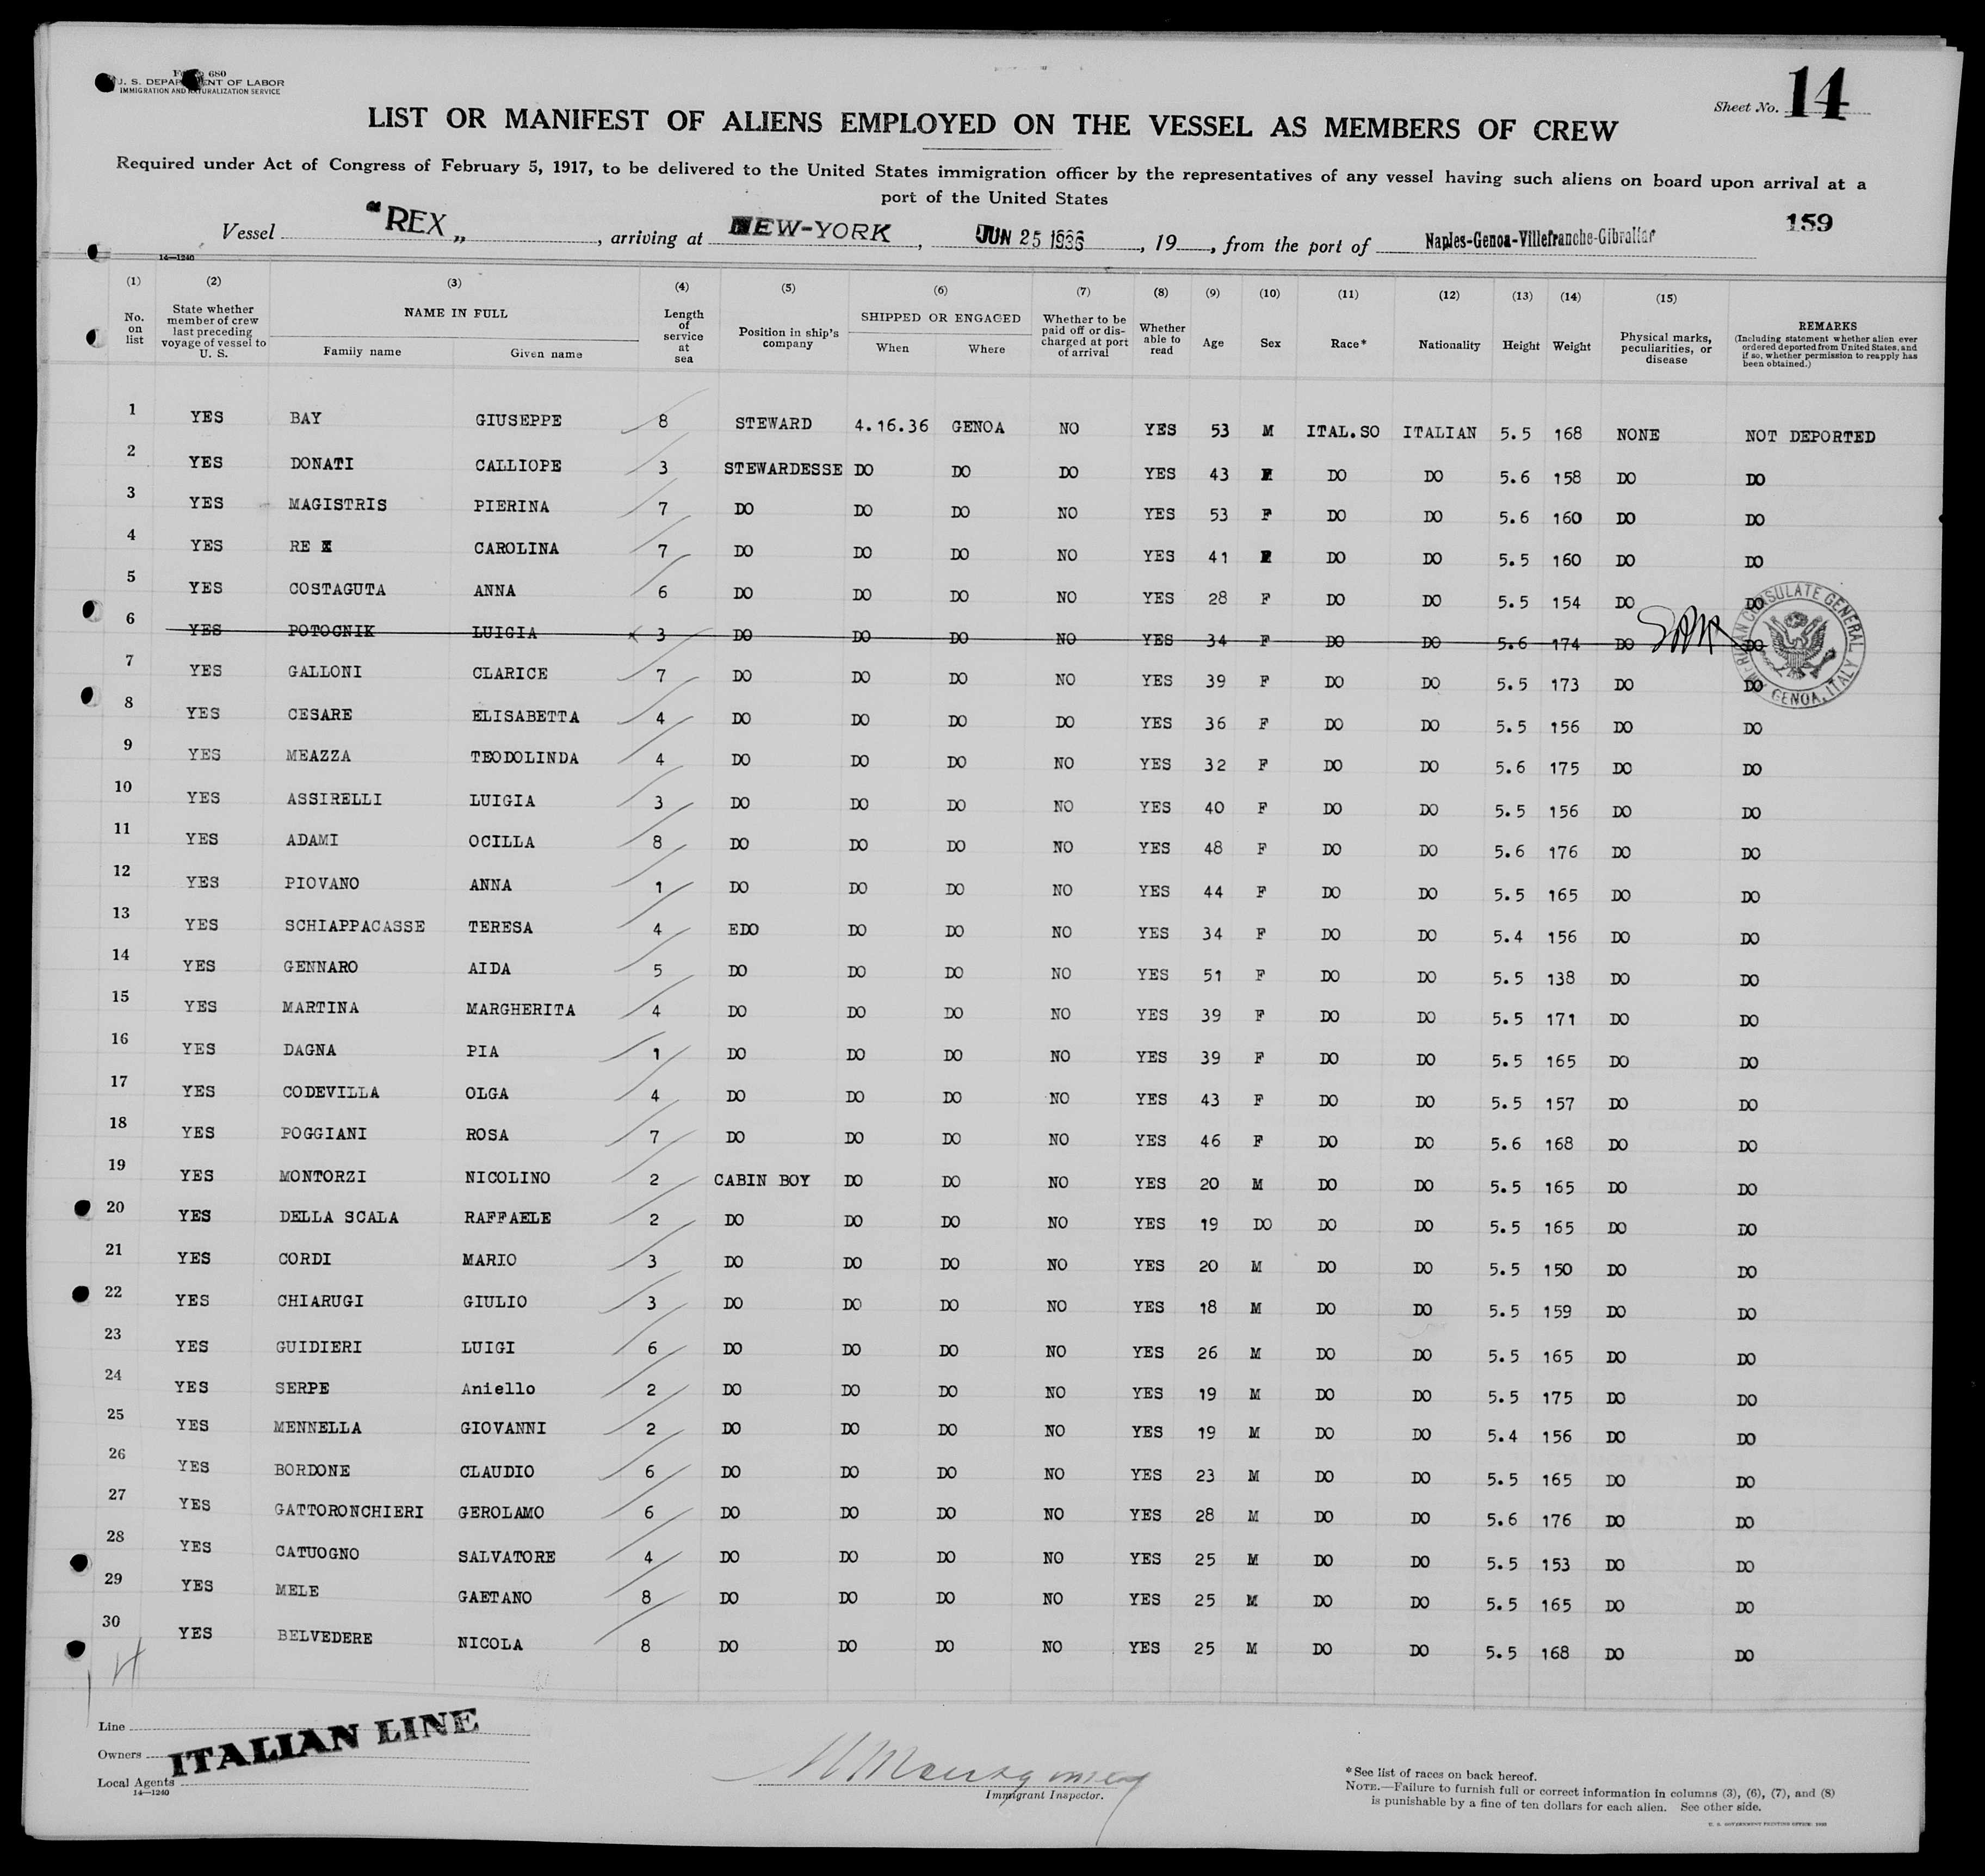 Form 680
U. S. DEPARTMENT OF LABOR
IMMIGRATION AND NATURALIZATION SERVICE
Sheet No. 14
LIST OR MANIFEST OF ALIENS EMPLOYED ON THE VESSEL AS MEMBERS OF CREW
Required under Act of Congress of February 5, 1917, to be delivered to the United States immigration officer by the representatives of any vessel having such aliens on board upon arrival at a
port of the United States
159
Vessel "REX„, arriving at NEW-YORK, JUN 25 1936, 19, from the port of Naples-Genoa-Villefranche-Gibraltar
14—1240
(1) (2) (3) (4) (5) (6) (7) (8) (9) (10) (11) (12) (13) (14) (15)
No. on list
State whether member of crew last preceding voyage of vessel to U. S.
NAME IN FULL
Family name
Given name
Length of service at sea
Position in ship's company
SHIPPED OR ENGAGED
When
Where
Whether to be paid off or discharged at port of arrival
Whether able to read
Age
Sex
Race*
Nationality
Height
Weight
Physical marks, peculiarities, or disease
REMARKS
(Including statement whether alien ever ordered deported from United States, and if so, whether permission to reapply has been obtained.)
1 YES BAY GIUSEPPE 8 STEWARD 4.16.36 GENOA NO YES 53 M ITAL.SO ITALIAN 5.5 168 NONE NOT DEPORTED
2 YES DONATI CALLIOPE 3 STEWARDESSE DO DO DO YES 43 F DO DO 5.6 158 DO DO
3 YES MAGISTRIS PIERINA 7 DO DO DO NO YES 53 F DO DO 5.6 160 DO DO
4 YES RE CAROLINA 7 DO DO DO NO YES 41 F DO DO 5.5 160 DO DO
5 YES COSTAGUTA ANNA 6 DO DO DO NO YES 28 F DO DO 5.5 154 DO DO
6 YES POTOCNIK LUIGIA x 3 DO DO DO NO YES 34 F DO DO 5.6 174 DO DO
AMERICAN CONSULATE GENERAL
GENOA, ITALY
7 YES GALLONI CLARICE 7 DO DO DO NO YES 39 F DO DO 5.5 173 DO DO
8 YES CESARE ELISABETTA 4 DO DO DO DO YES 36 F DO DO 5.5 156 DO DO
9 YES MEAZZA TEODOLINDA 4 DO DO DO NO YES 32 F DO DO 5.6 175 DO DO
10 YES ASSIRELLI LUIGIA 3 DO DO DO NO YES 40 F DO DO 5.5 156 DO DO
11 YES ADAMI OCILLA 8 DO DO DO NO YES 48 F DO DO 5.6 176 DO DO
12 YES PIOVANO ANNA 1 DO DO DO NO YES 44 F DO DO 5.5 165 DO DO
13 YES SCHIAPPACASSE TERESA 4 EDO DO DO NO YES 34 F DO DO 5.4 156 DO DO
14 YES GENNARO AIDA 5 DO DO DO NO YES 51 F DO DO 5.5 138 DO DO
15 YES MARTINA MARGHERITA 4 DO DO DO NO YES 39 F DO DO 5.5 171 DO DO
16 YES DAGNA PIA 1 DO DO DO NO YES 39 F DO DO 5.5 165 DO DO
17 YES CODEVILLA OLGA 4 DO DO DO NO YES 43 F DO DO 5.5 157 DO DO
18 YES POGGIANI ROSA 7 DO DO DO NO YES 46 F DO DO 5.6 168 DO DO
19 YES MONTORZI NICOLINO 2 CABIN BOY DO DO NO YES 20 M DO DO 5.5 165 DO DO
20 YES DELLA SCALA RAFFAELE 2 DO DO DO NO YES 19 DO DO DO 5.5 165 DO DO
21 YES CORDI MARIO 3 DO DO DO NO YES 20 M DO DO 5.5 150 DO DO
22 YES CHIARUGI GIULIO 3 DO DO DO NO YES 18 M DO DO 5.5 159 DO DO
23 YES GUIDIERI LUIGI 6 DO DO DO NO YES 26 M DO DO 5.5 165 DO DO
24 YES SERPE Aniello 2 DO DO DO NO YES 19 M DO DO 5.5 175 DO DO
25 YES MENNELLA GIOVANNI 2 DO DO DO NO YES 19 M DO DO 5.4 156 DO DO
26 YES BORDONE CLAUDIO 6 DO DO DO NO YES 23 M DO DO 5.5 165 DO DO
27 YES GATTORONCHIERI GEROLAMO 6 DO DO DO NO YES 28 M DO DO 5.6 176 DO DO
28 YES CATUOGNO SALVATORE 4 DO DO DO NO YES 25 M DO DO 5.5 153 DO DO
29 YES MELE GAETANO 8 DO DO DO NO YES 25 M DO DO 5.5 165 DO DO
30 YES BELVEDERE NICOLA 8 DO DO DO NO YES 25 M DO DO 5.5 168 DO DO
Line
Owners ITALIAN LINE
Local Agents
14—1240
Immigrant Inspector.
*See list of races on back hereof.
NOTE.—Failure to furnish full or correct information in columns (3), (6), (7), and (8)
is punishable by a fine of ten dollars for each alien. See other side.
U. S. GOVERNMENT PRINTING OFFICE